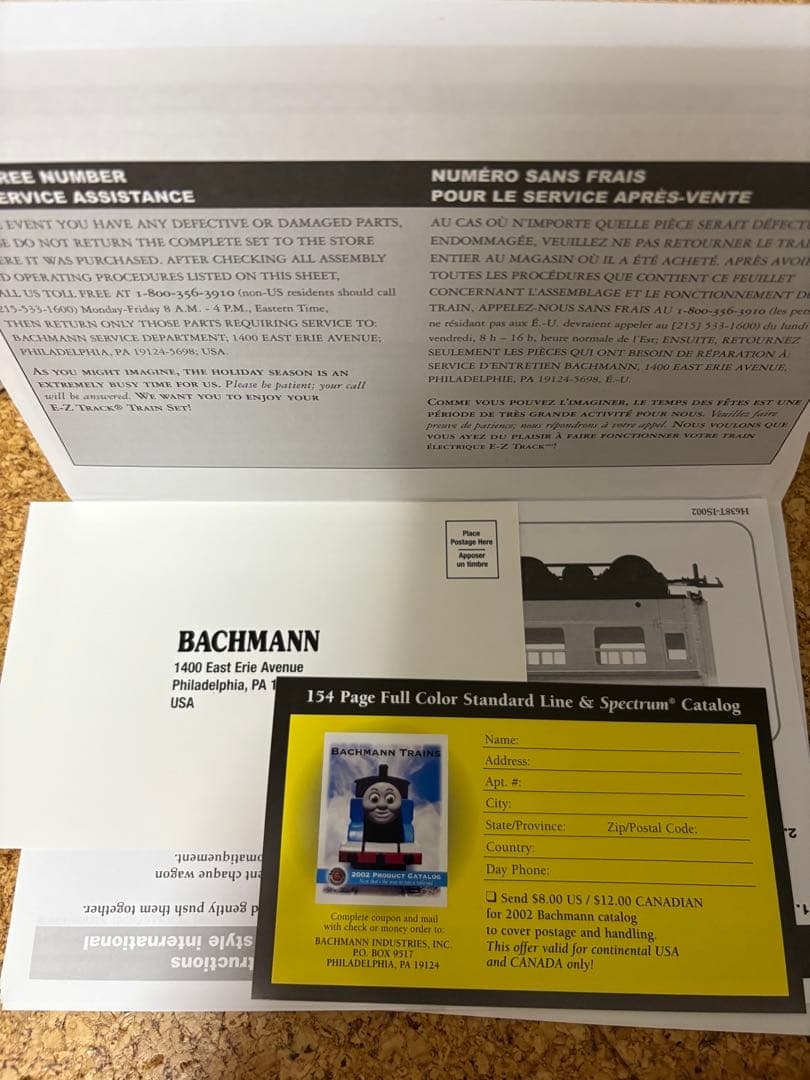 REE NUMBER
ERVICE ASSISTANCE
EVENT YOU HAVE ANY DEFECTIVE OR DAMAGED PARTS,
E DO NOT RETURN THE COMPLETE SET TO THE STORE
ERE IT WAS PURCHASED. AFTER CHECKING ALL ASSEMBLY
D OPERATING PROCEDURES LISTED ON THIS SHEET,
ALL US TOLL FREE AT 1-800-356-3910 (non-US residents should call
215-533-1600) Monday-Friday 8 A.M. - 4 P.M., Eastern Time,
THEN RETURN ONLY THOSE PARTS REQUIRING SERVICE TO:
BACHMANN SERVICE DEPARTMENT; 1400 EAST ERIE AVENUE;
PHILADELPHIA, PA 19124-5698; USA.
AS YOU MIGHT IMAGINE, THE HOLIDAY SEASON IS AN
EXTREMELY BUSY TIME FOR US. Please be patient; your call
will be answered. WE WANT YOU TO ENJOY YOUR
E-Z TRACK® TRAIN SET!
NUMÉRO SANS FRAIS
POUR LE SERVICE APRÈS-VENTE
AU CAS OÙ N'IMPORTE QUELLE PIÈCE SERAIT DÉFECTU
ENDOMMAGÉE, VEUILLEZ NE PAS RETOURNER LE TRAI
ENTIER AU MAGASIN OÙ IL A ÉTÉ ACHETÉ. APRÈS AVOI
TOUTES LES PROCÉDURES QUE CONTIENT CE FEUILLET
CONCERNANT L'ASSEMBLAGE ET LE FONCTIONNEMENT D
TRAIN, APPELEZ-NOUS SANS FRAIS AU 1-800-356-3910 (les pers
ne résidant pas aux É.-U. devraient appeler au [215] 533-1600) du lundi
vendredi, 8 h – 16 h, heure normale de l'Est; ENSUITE, RETOURNEZ
SEULEMENT LES PIÈCES QUI ONT BESOIN DE RÉPARATION À:
SERVICE D'ENTRETIEN BACHMANN, 1400 EAST ERIE AVENUE,
PHILADELPHIE, PA 19124-5698, É.-U.
COMME VOUS POUVEZ L'IMAGINER, LE TEMPS DES FÊTES EST UNE
PÉRIODE DE TRÈS GRANDE ACTIVITÉ POUR NOUS. Veuillez faire
preuve de patience; nous répondrons à votre appel. NOUS VOULONS QUE
VOUS AYEZ DU PLAISIR À FAIRE FONCTIONNER VOTRE TRAIN
ÉLECTRIQUE E-Z TRACK™!
H638T-IS002
Place
Postage Here
Apposer
un timbre
BACHMANN
1400 East Erie Avenue
Philadelphia, PA 1
USA
154 Page Full Color Standard Line & Spectrum® Catalog
BACHMANN TRAINS
2002 PRODUCT CATALOG
Complete coupon and mail
with check or money order to:
BACHMANN INDUSTRIES, INC.
P.O. BOX 9517
PHILADELPHIA, PA 19124
Name:
Address:
Apt. #:
City:
State/Province: Zip/Postal Code:
Country:
Day Phone:
❑ Send $8.00 US / $12.00 CANADIAN
for 2002 Bachmann catalog
to cover postage and handling.
This offer valid for continental USA
and CANADA only!
1.
2
ructions
style international
d gently push them together.
nt chaque wagon
omatiquement.